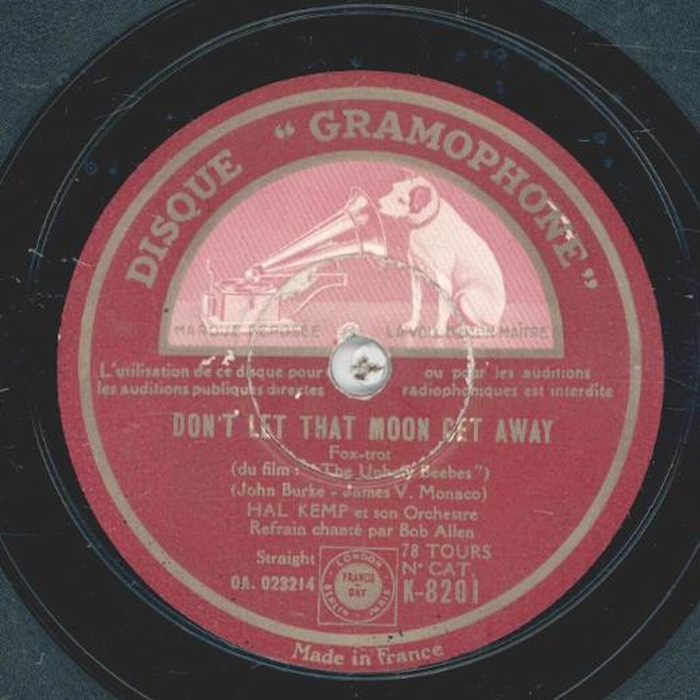 DISQUE “GRAMOPHONE”
MARQUE DEPOSÉE LA VOIX DE SON MAÎTRE
L'utilisation de ce disque pour ou pour les auditions
les auditions publiques directes radiophoniques est interdite
DON'T LET THAT MOON GET AWAY
Fox-trot
(du film : "The Unhappy Beebes")
(John Burke - James V. Monaco)
HAL KEMP et son Orchestre
Refrain chanté par Bob Allen
Straight
OA. 023214
LONDON
FRANCIS
DAY
BERLIN PARIS
78 TOURS
N° CAT.
K-8201
Made in France